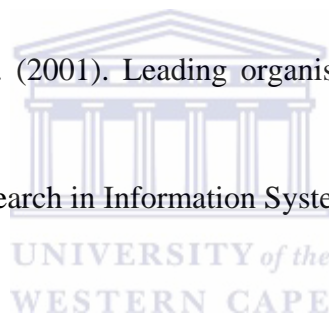 . (2001). Leading organis
earch in Information Syste
UNIVERSITY of the
WESTERN CAPE